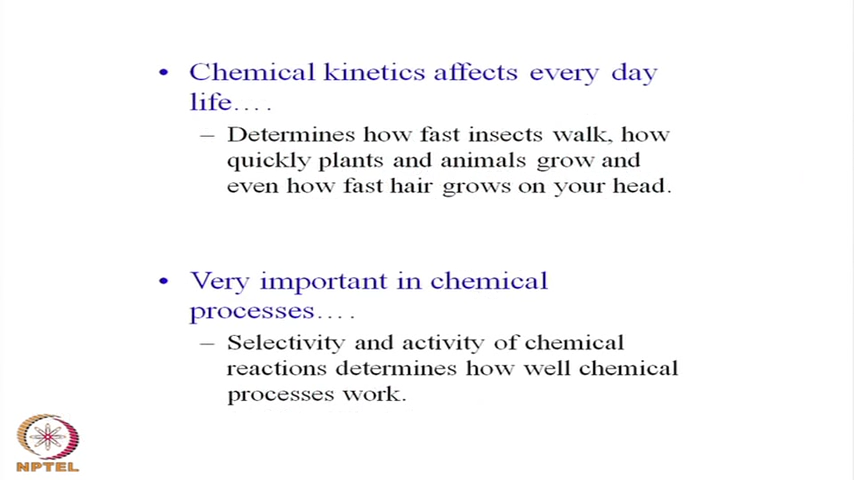 • Chemical kinetics affects every day
life….
– Determines how fast insects walk, how
quickly plants and animals grow and
even how fast hair grows on your head.
• Very important in chemical
processes….
– Selectivity and activity of chemical
reactions determines how well chemical
processes work.
NPTEL